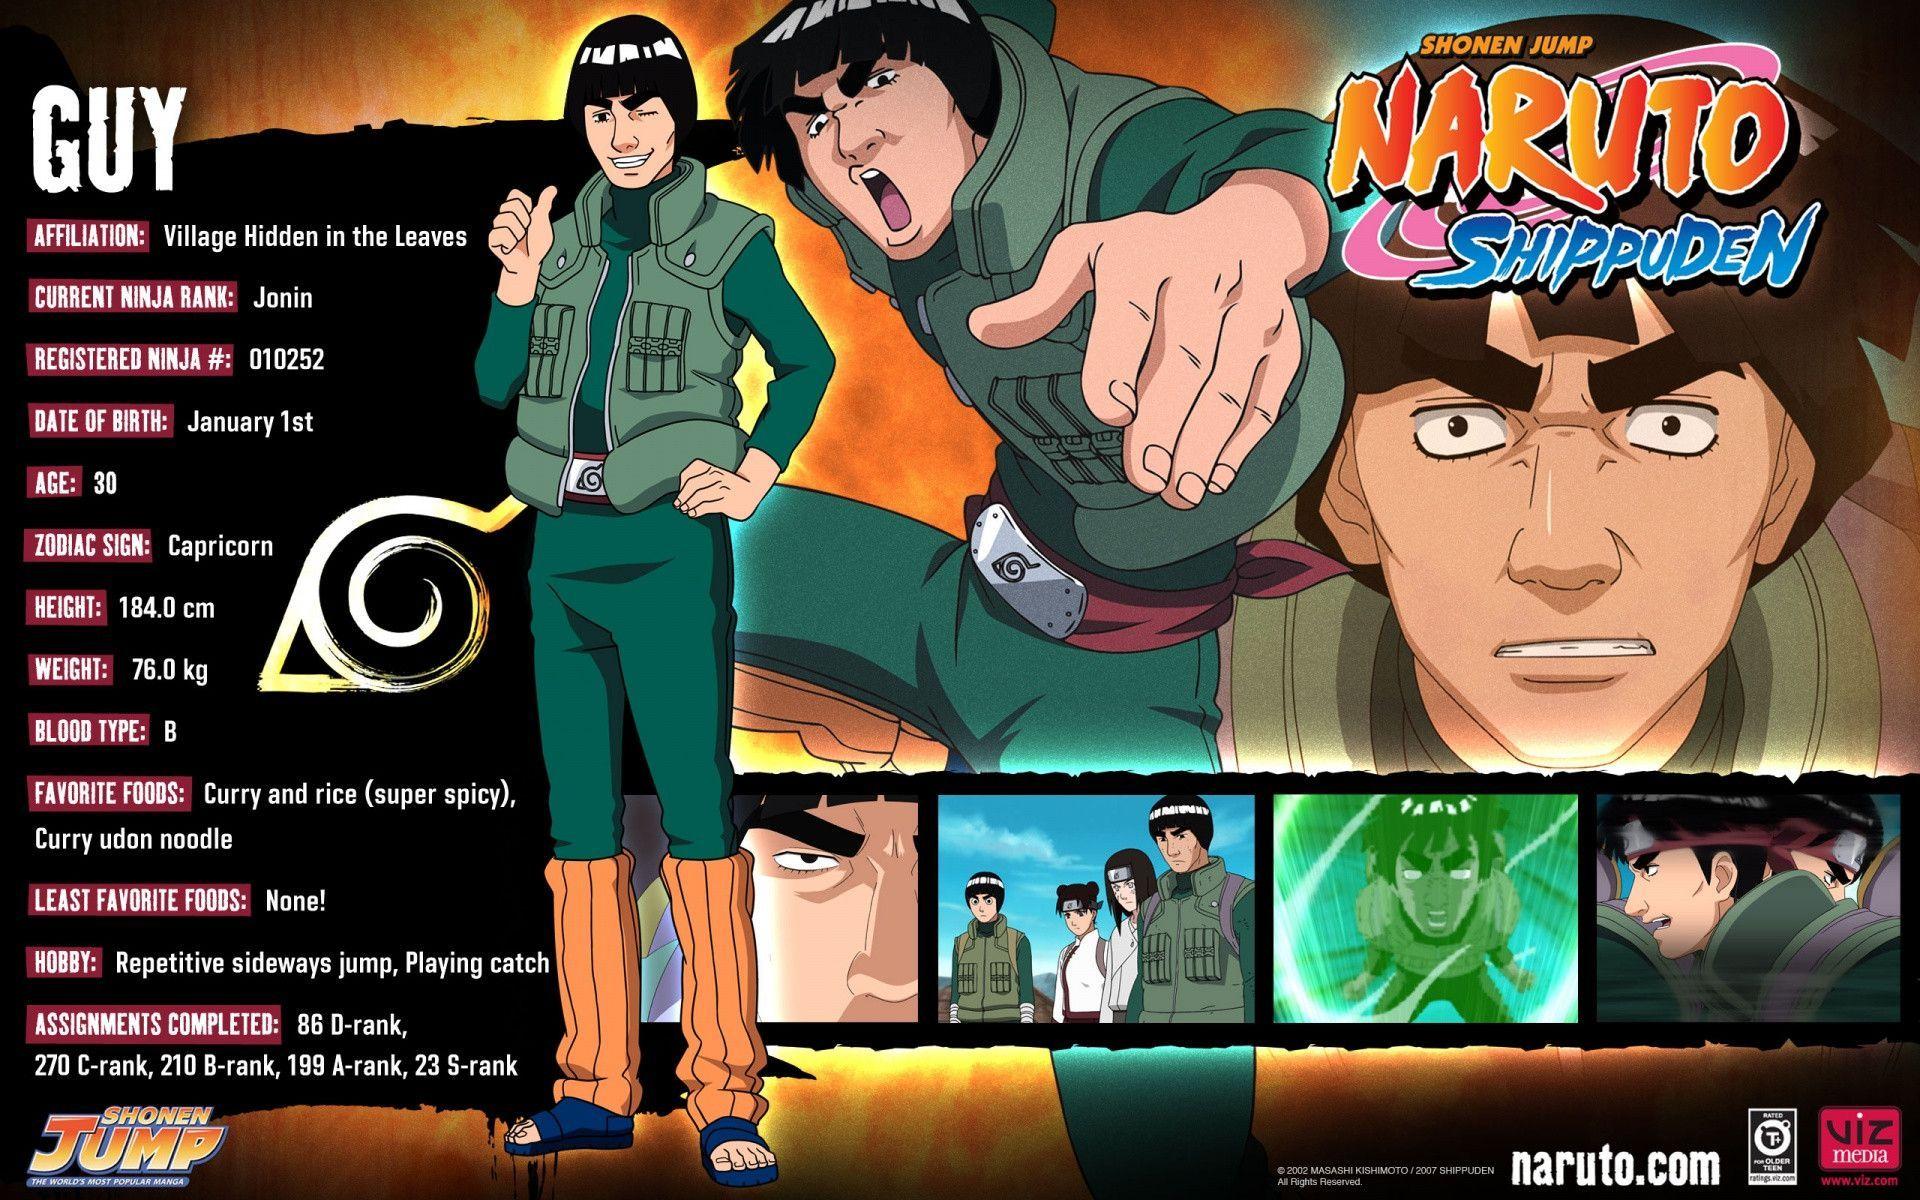 GUY
AFFILIATION: Village Hidden in the Leaves
CURRENT NINJA RANK: Jonin
REGISTERED NINJA #: 010252
DATE OF BIRTH: January 1st
AGE: 30
ZODIAC SIGN: Capricorn
HEIGHT: 184.0 cm
WEIGHT: 76.0 kg
BLOOD TYPE: B
FAVORITE FOODS: Curry and rice (super spicy),
Curry udon noodle
LEAST FAVORITE FOODS: None!
HOBBY: Repetitive sideways jump, Playing catch
ASSIGNMENTS COMPLETED: 86 D-rank,
270 C-rank, 210 B-rank, 199 A-rank, 23 S-rank
SHONEN
JUMP
THE WORLD'S MOST POPULAR MANGA
SHONEN JUMP
NARUTO
SHIPPUDEN
© 2002 MASASHI KISHIMOTO / 2007 SHIPPUDEN
All Rights Reserved.
naruto.com
RATED
T+
FOR OLDER
TEEN
ratings.viz.com
VIZ
MEDIA
www.viz.com